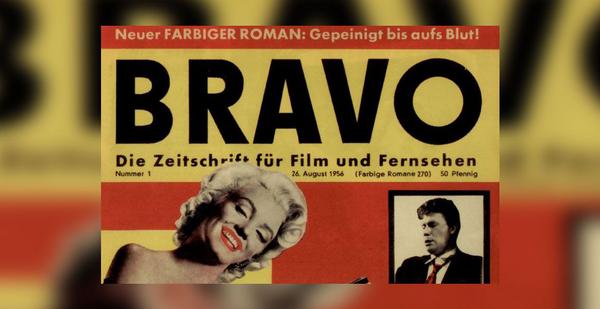 Neuer FARBIGER ROMAN: Gepeinigt bis aufs Blut!
BRAVO
Die Zeitschrift für Film und Fernsehen
Nummer 1 26. August 1956 (Farbige Romane 270) 50 Pfennig